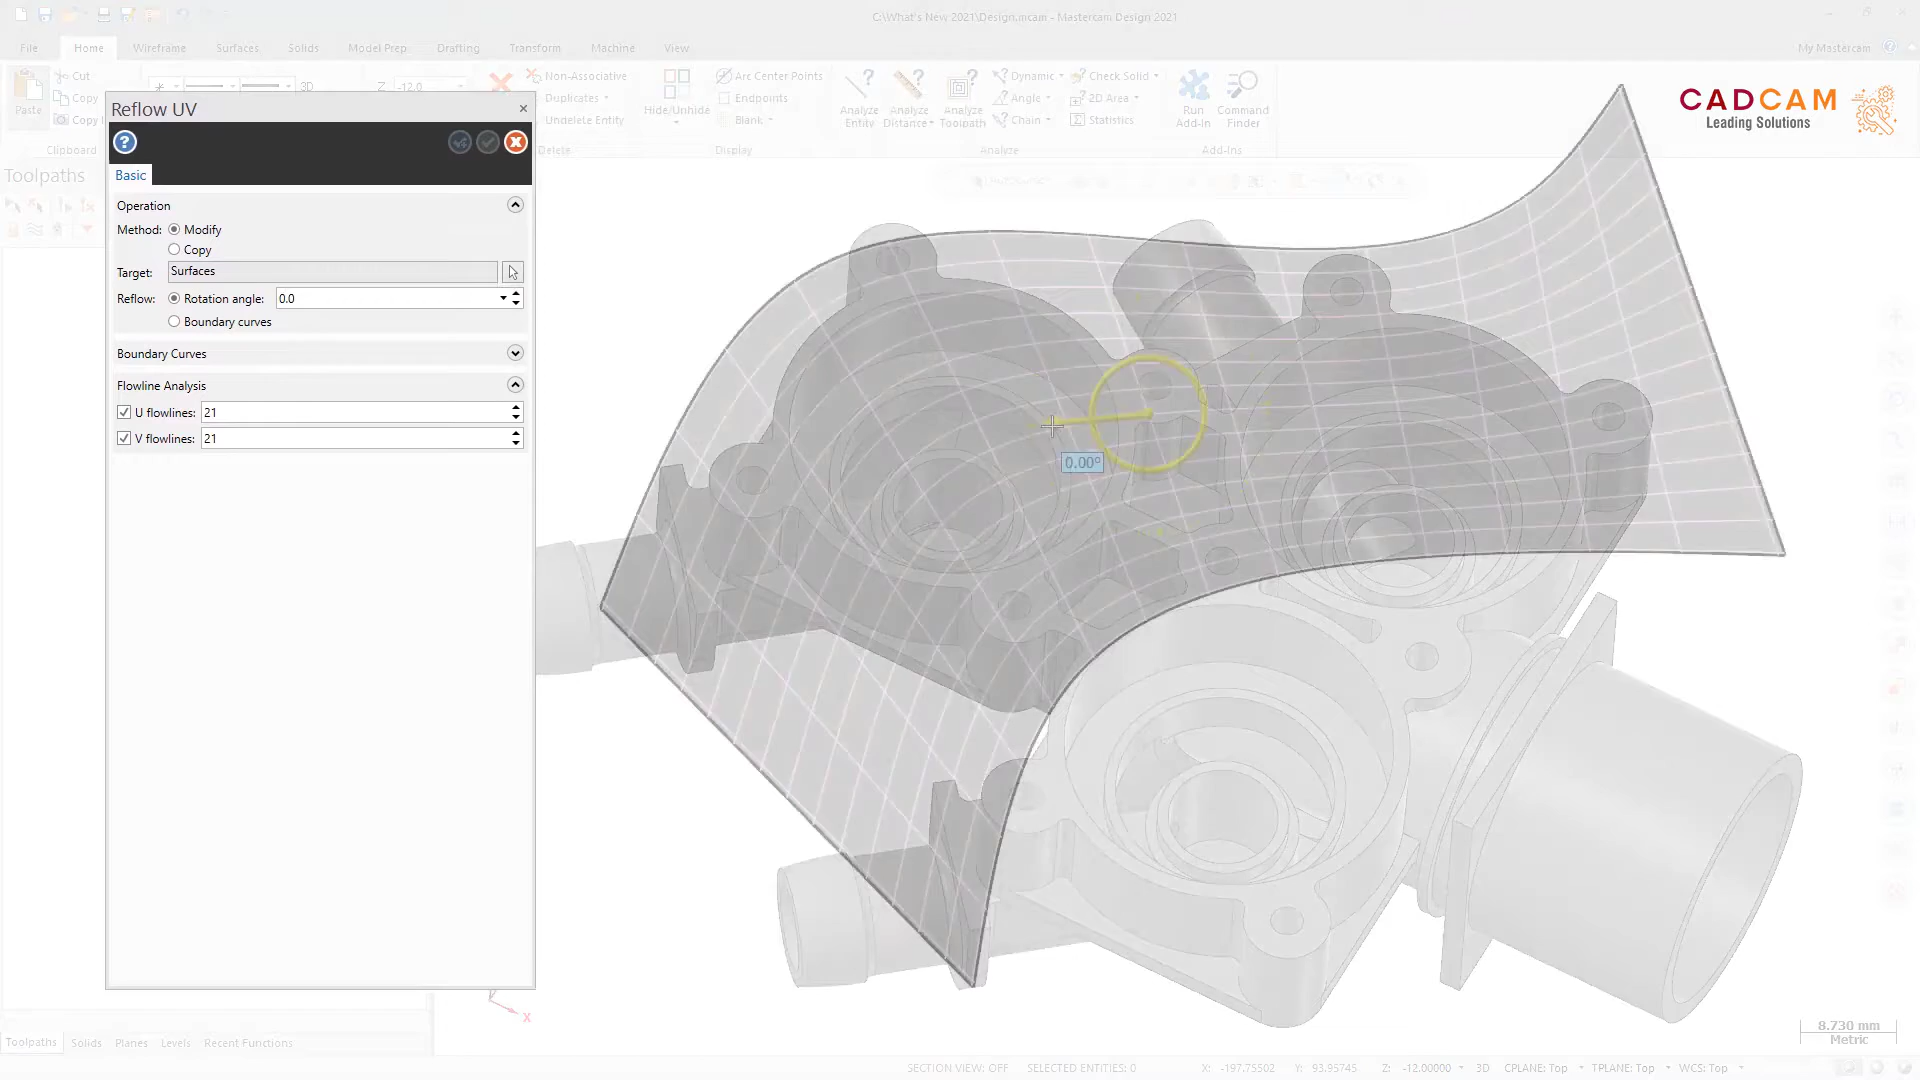 C:\What's New 2021\Design.mcam - Mastercam Design 2021
File Home Wireframe Surfaces Solids Model Prep Drafting Transform Machine View My Mastercam
Paste
Cut
Copy
Clipboard
3D
Z -12.0
Non-Associative
Duplicates
Undelete Entity
Delete
Hide/Unhide
Arc Center Points
Endpoints
Blank
Display
Analyze Entity
Analyze Distance
Analyze Toolpath
Dynamic
Angle
Chain
Check Solid
2D Area
Statistics
Analyze
Run Add-In
Command Finder
Add-Ins
CADCAM
Leading Solutions
Toolpaths
Reflow UV
Basic
Operation
Method: Modify
Copy
Target: Surfaces
Reflow: Rotation angle: 0.0
Boundary curves
Boundary Curves
Flowline Analysis
U flowlines: 21
V flowlines: 21
0.00°
X
8.730 mm
Metric
Toolpaths Solids Planes Levels Recent Functions
SECTION VIEW: OFF SELECTED ENTITIES: 0 X: -197.75502 Y: 93.95745 Z: -12.00000 3D CPLANE: Top TPLANE: Top WCS: Top